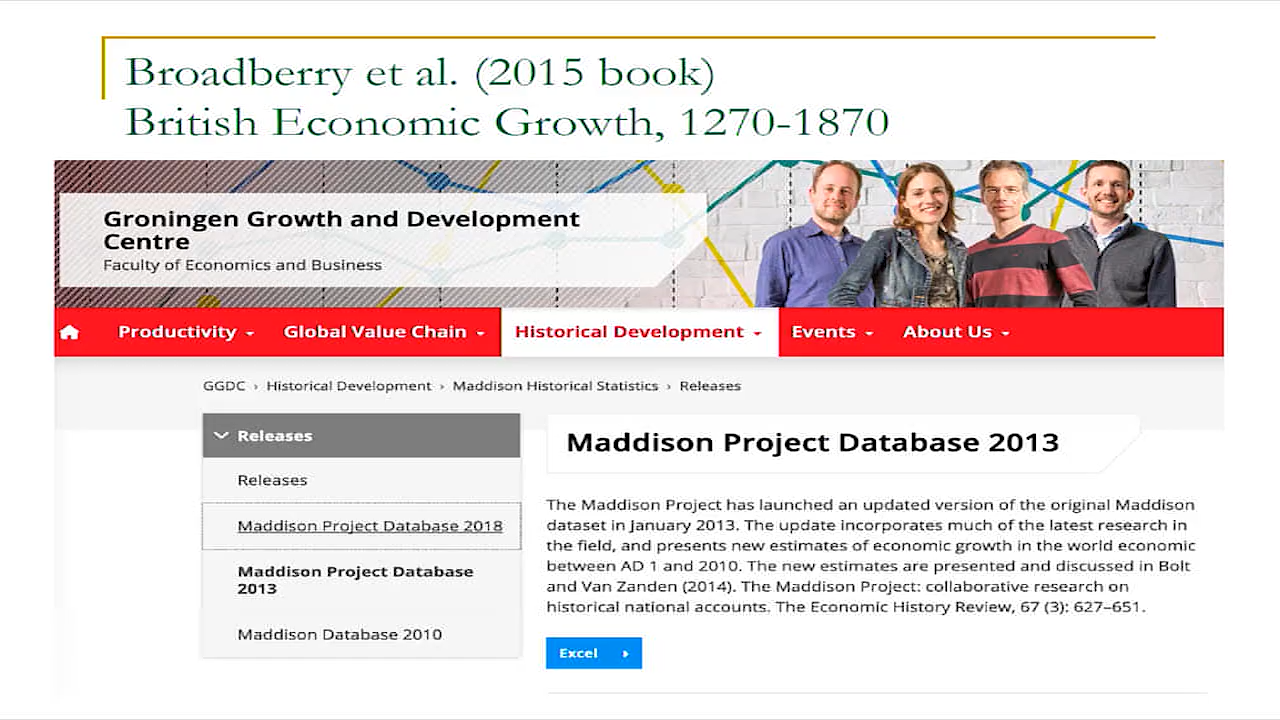 Broadberry et al. (2015 book)
British Economic Growth, 1270-1870
Groningen Growth and Development
Centre
Faculty of Economics and Business
Productivity
Global Value Chain
Historical Development
Events
About Us
GGDC › Historical Development › Maddison Historical Statistics › Releases
Releases
Releases
Maddison Project Database 2018
Maddison Project Database
2013
Maddison Database 2010
Maddison Project Database 2013
The Maddison Project has launched an updated version of the original Maddison
dataset in January 2013. The update incorporates much of the latest research in
the field, and presents new estimates of economic growth in the world economic
between AD 1 and 2010. The new estimates are presented and discussed in Bolt
and Van Zanden (2014). The Maddison Project: collaborative research on
historical national accounts. The Economic History Review, 67 (3): 627–651.
Excel